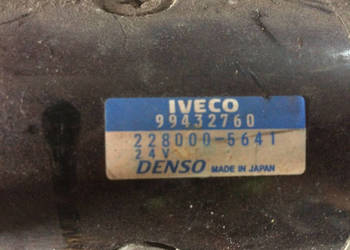 IVECO
99432760
228000-5641
24V
DENSO MADE IN JAPAN